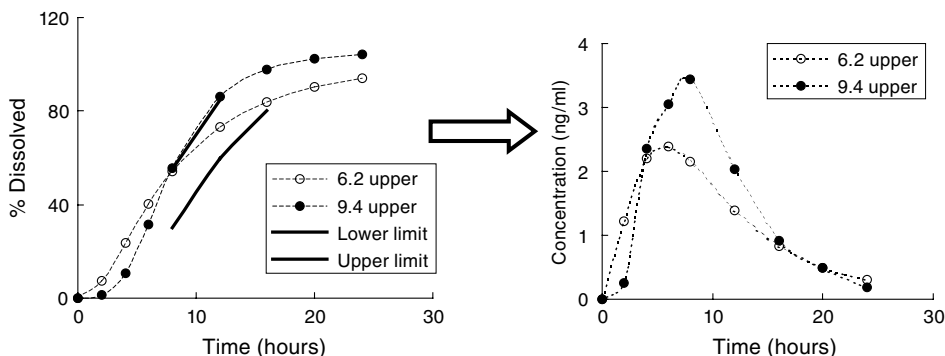 120
80
40
0
% Dissolved
0
10
20
30
Time (hours)
6.2 upper
9.4 upper
Lower limit
Upper limit
4
3
2
1
0
Concentration (ng/ml)
0
10
20
30
Time (hours)
6.2 upper
9.4 upper